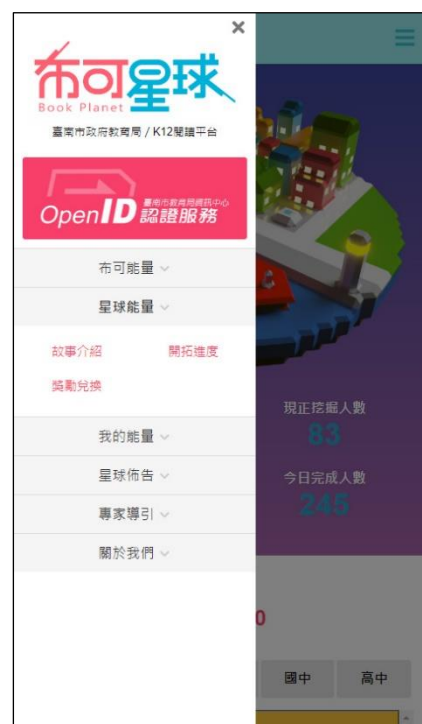 布可星球
Book Planet
臺南市政府教育局 / K12閱讀平台
OpenID 臺南市教育局資訊中心
認證服務
布可能量
星球能量
故事介紹 開拓進度
獎勵兌換
我的能量
星球佈告
專家導引
關於我們
現正挖掘人數
83
今日完成人數
245
0
國中 高中